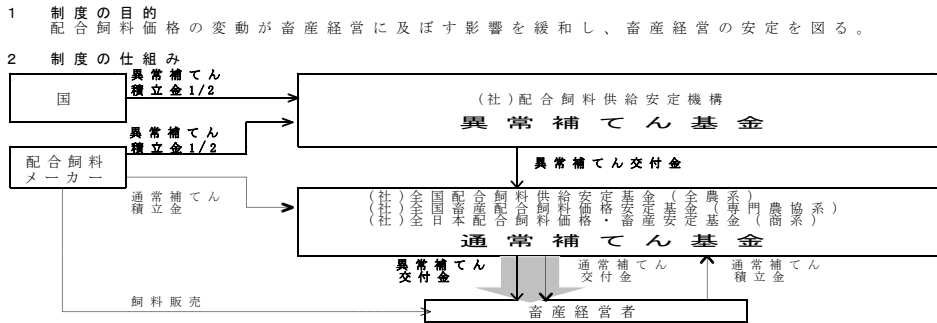 1 制度の目的
配合飼料価格の変動が畜産経営に及ぼす影響を緩和し、畜産経営の安定を図る。
2 制度の仕組み
異常補てん
積立金1/2
国
(社)配合飼料供給安定機構
異常補てん基金
異常補てん
積立金1/2
配合飼料
メーカー
異常補てん交付金
通常補てん
積立金
(社)全国配合飼料供給安定基金(全農系)
(社)全国畜産配合飼料価格安定基金(専門農協系)
(社)全日本配合飼料価格・畜産安定基金(商系)
通常補てん基金
異常補てん
交付金
通常補てん
交付金
通常補てん
積立金
飼料販売
畜産経営者